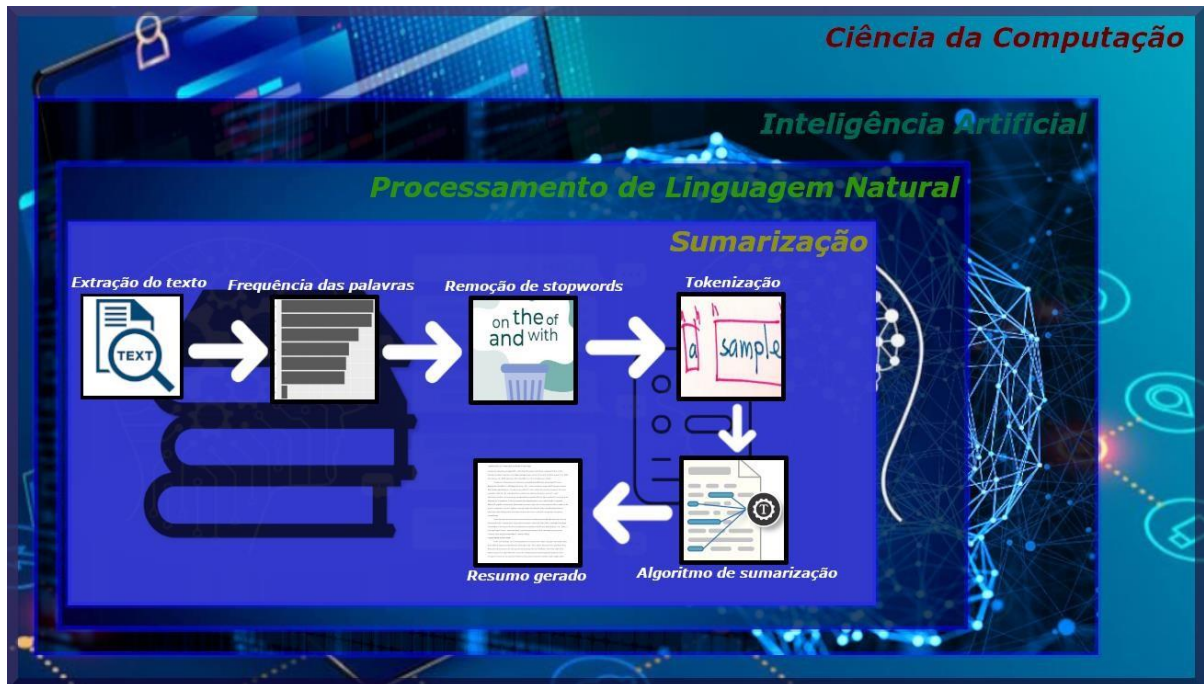 Ciência da Computação
Inteligência Artificial
Processamento de Linguagem Natural
Sumarização
Extração do texto
Frequência das palavras
Remoção de stopwords
Tokenização
TEXT
on the of
and with
a sample
T
Resumo gerado
Algoritmo de sumarização